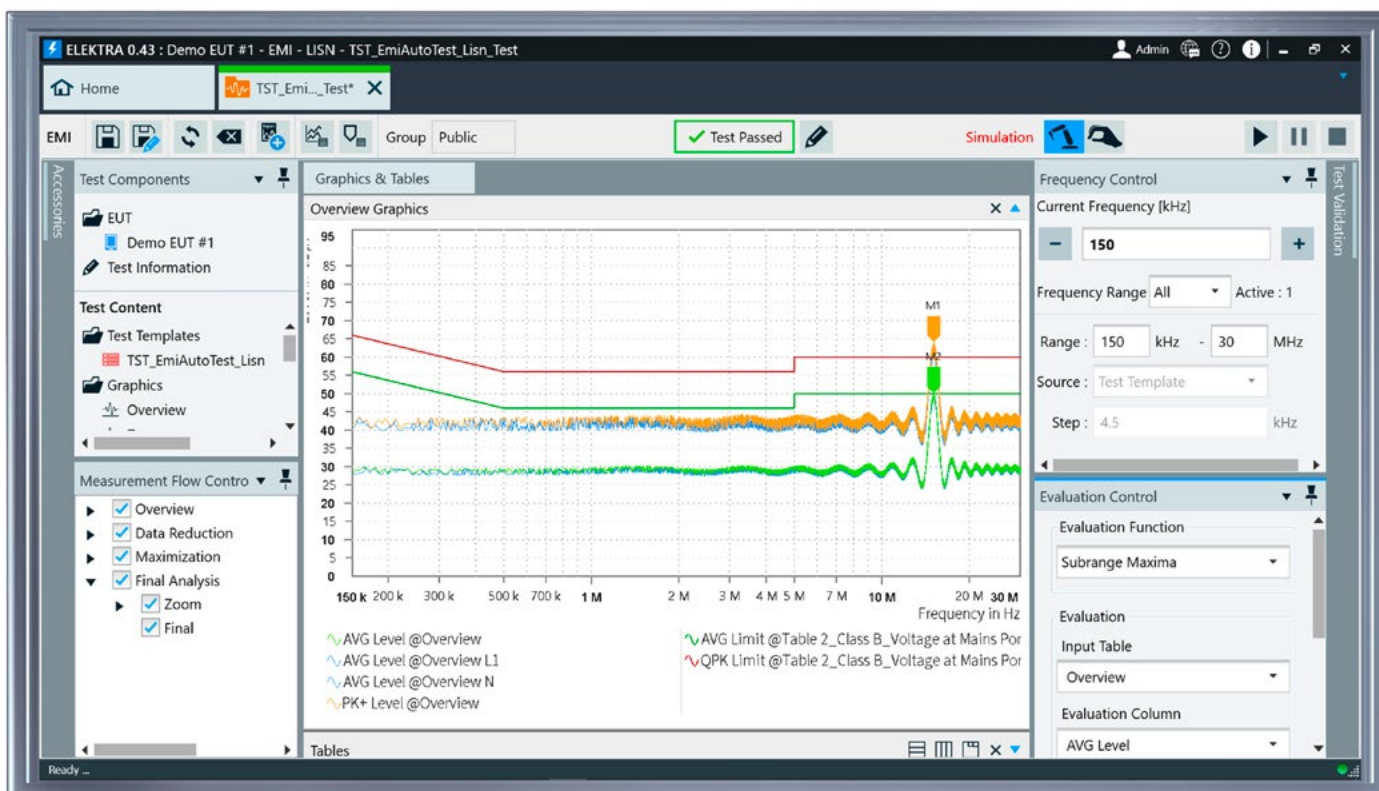 ELEKTRA 0.43 : Demo EUT #1 - EMI - LISN - TST_EmiAutoTest_Lisn_Test
Admin
Home
TST_Emi..._Test*
EMI
Group Public
Test Passed
Simulation
Accessories
Test Components
EUT
Demo EUT #1
Test Information
Test Content
Test Templates
TST_EmiAutoTest_Lisn
Graphics
Overview
Measurement Flow Contro
Overview
Data Reduction
Maximization
Final Analysis
Zoom
Final
Graphics & Tables
Overview Graphics
95
85
80
75
70
65
60
55
50
45
40
35
30
25
20
15
10
5
0
M1
M2
150 k 200 k 300 k 500 k 700 k 1 M 2 M 3 M 4 M 5 M 7 M 10 M 20 M 30 M
Frequency in Hz
AVG Level @Overview
AVG Level @Overview L1
AVG Level @Overview N
PK+ Level @Overview
AVG Limit @Table 2_Class B_Voltage at Mains Por
QPK Limit @Table 2_Class B_Voltage at Mains Por
Tables
Frequency Control
Current Frequency [kHz]
− 150 +
Frequency Range All Active : 1
Range : 150 kHz - 30 MHz
Source : Test Template
Step : 4.5 kHz
Evaluation Control
Evaluation Function
Subrange Maxima
Evaluation
Input Table
Overview
Evaluation Column
AVG Level
Test Validation
Ready ...